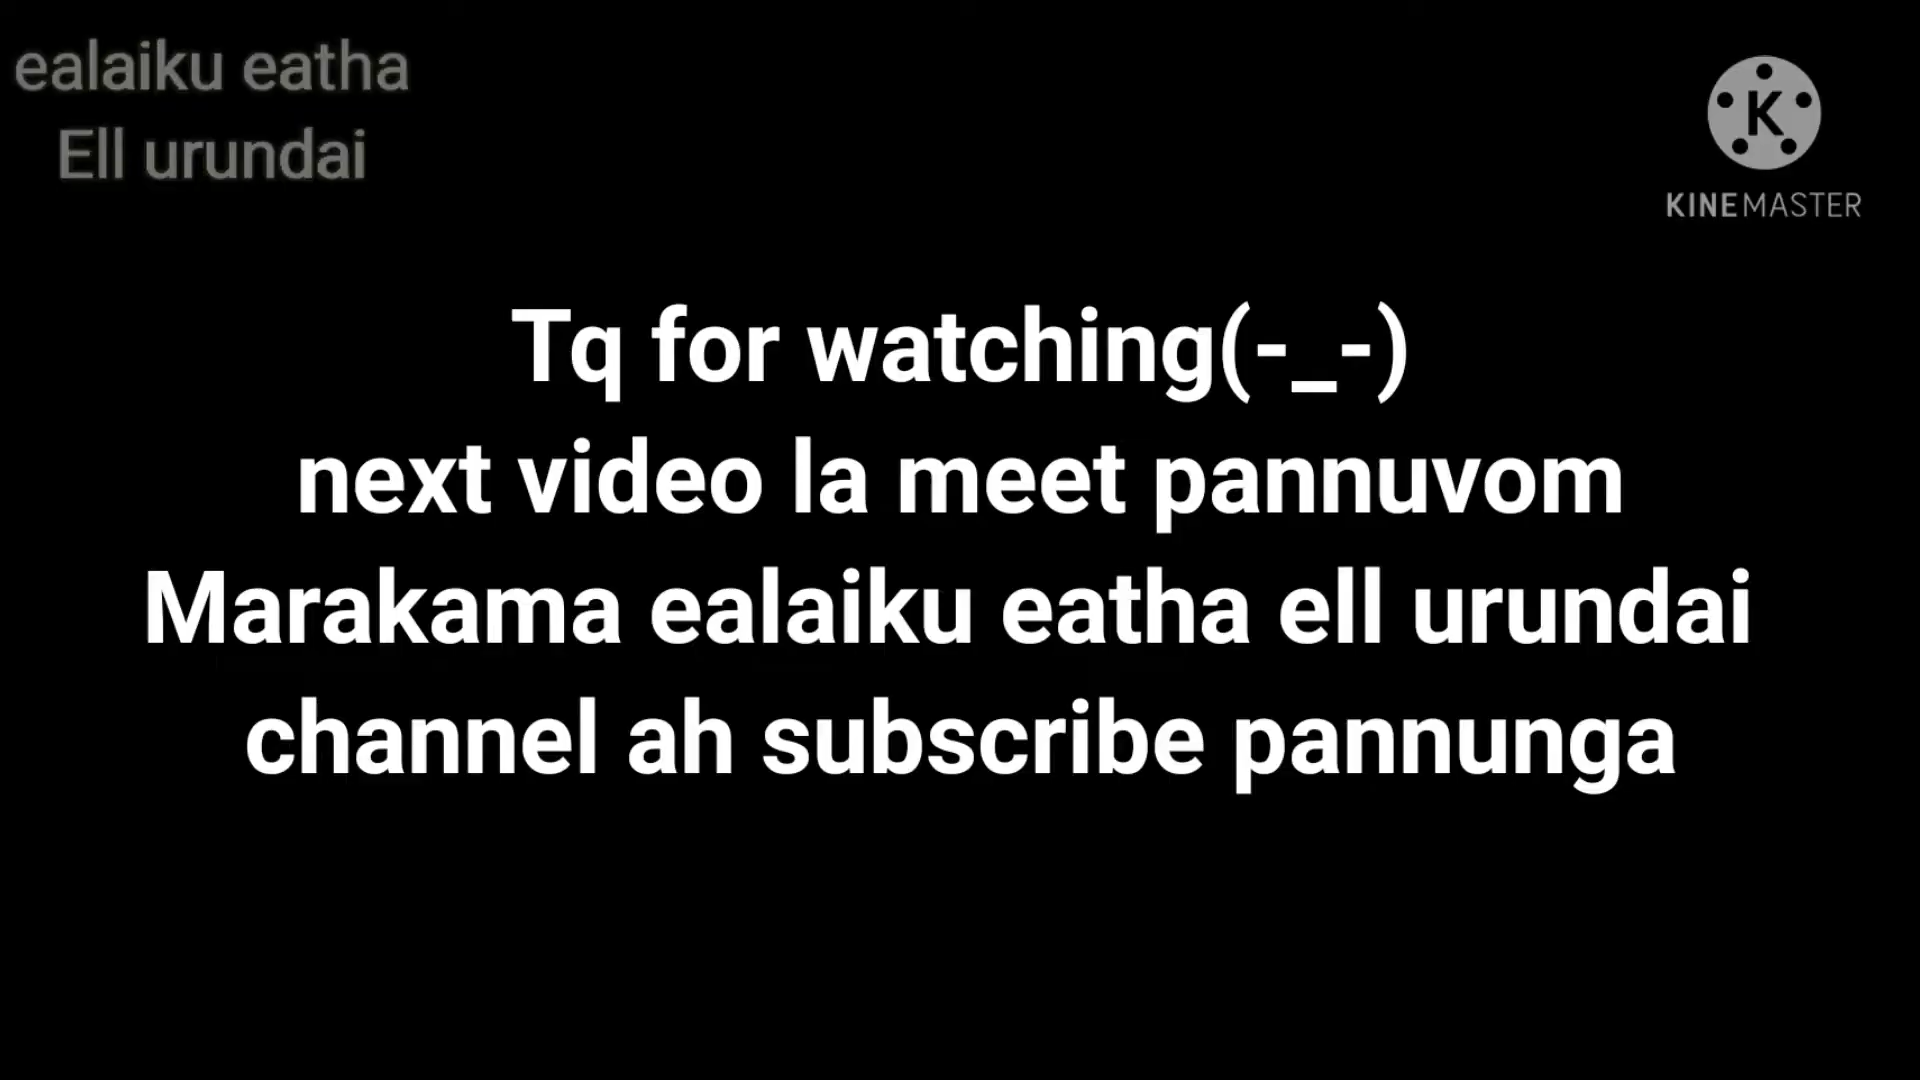 ealaiku eatha
Ell urundai
K
KINEMASTER
Tq for watching(-_-)
next video la meet pannuvom
Marakama ealaiku eatha ell urundai
channel ah subscribe pannunga